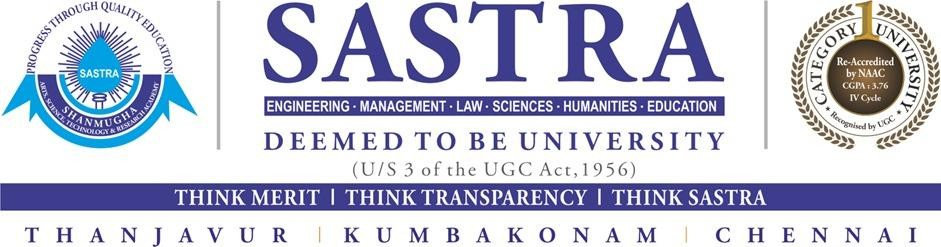 PROGRESS THROUGH QUALITY EDUCATION
SASTRA
SHANMUGHA
ARTS, SCIENCE, TECHNOLOGY & RESEARCH ACADEMY
SASTRA
ENGINEERING · MANAGEMENT · LAW · SCIENCES · HUMANITIES · EDUCATION
DEEMED TO BE UNIVERSITY
(U/S 3 of the UGC Act,1956)
CATEGORY 1 UNIVERSITY
Re-Accredited
by NAAC
CGPA : 3.76
IV Cycle
Recognised by UGC
THINK MERIT | THINK TRANSPARENCY | THINK SASTRA
THANJAVUR | KUMBAKONAM | CHENNAI